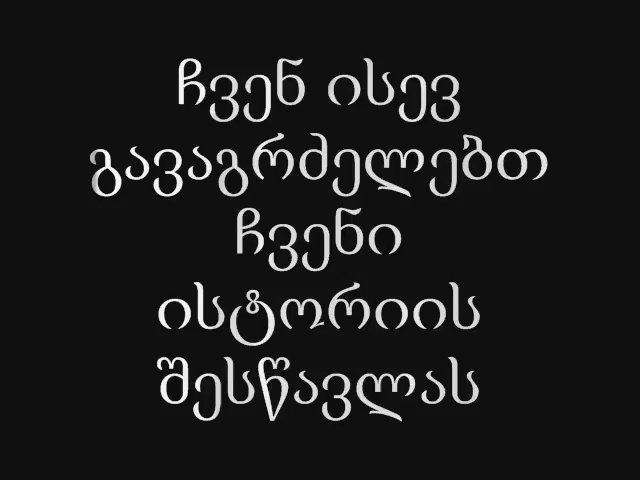 ჩვენ ისევ
გავაგრძელებთ
ჩვენი
ისტორიის
შესწავლას